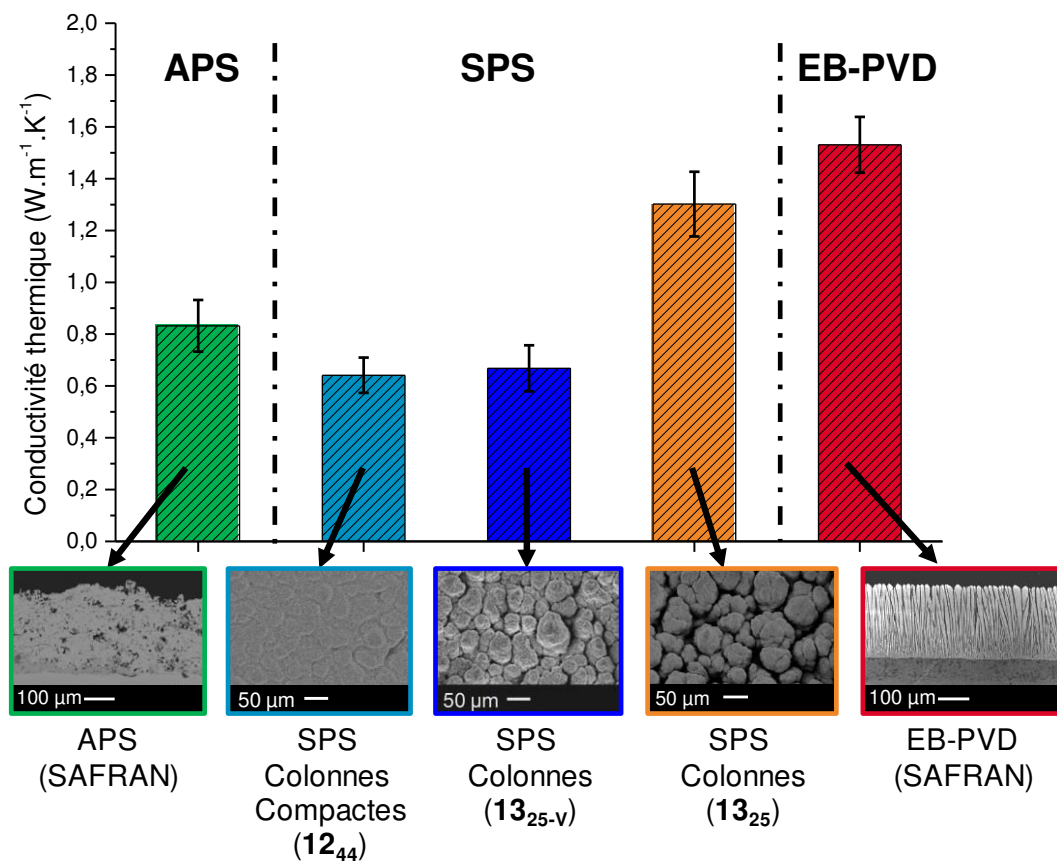 Conductivité thermique (W.m⁻¹.K⁻¹)
2,0
1,8
1,6
1,4
1,2
1,0
0,8
0,6
0,4
0,2
0,0
APS
SPS
EB-PVD
100 µm
50 µm
50 µm
50 µm
100 µm
APS
(SAFRAN)
SPS
Colonnes
Compactes
(12₄₄)
SPS
Colonnes
(13₂₅₋ᵥ)
SPS
Colonnes
(13₂₅)
EB-PVD
(SAFRAN)